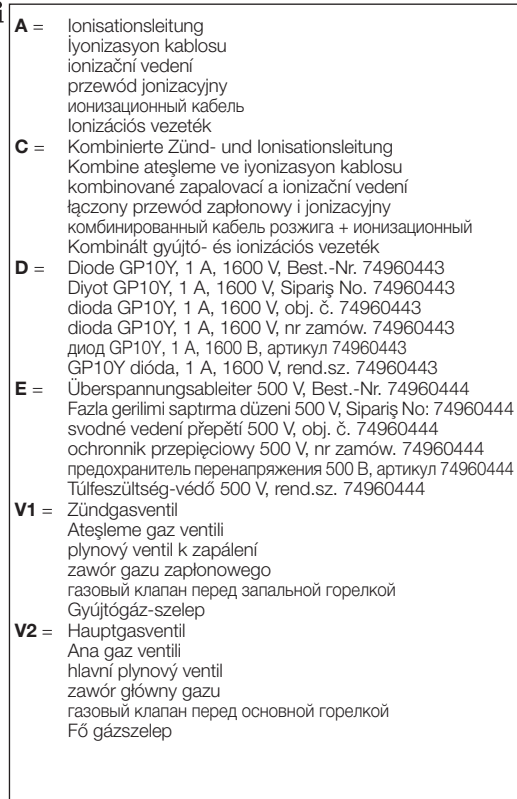 A = Ionisationsleitung
İyonizasyon kablosu
ionizační vedení
przewód jonizacyjny
ионизационный кабель
Ionizációs vezeték
C = Kombinierte Zünd- und Ionisationsleitung
Kombine ateşleme ve iyonizasyon kablosu
kombinované zapalovací a ionizační vedení
łączony przewód zapłonowy i jonizacyjny
комбинированный кабель розжига + ионизационный
Kombinált gyújtó- és ionizációs vezeték
D = Diode GP10Y, 1 A, 1600 V, Best.-Nr. 74960443
Diyot GP10Y, 1 A, 1600 V, Sipariş No. 74960443
dioda GP10Y, 1 A, 1600 V, obj. č. 74960443
dioda GP10Y, 1 A, 1600 V, nr zamów. 74960443
диод GP10Y, 1 A, 1600 В, артикул 74960443
GP10Y dióda, 1 A, 1600 V, rend.sz. 74960443
E = Überspannungsableiter 500 V, Best.-Nr. 74960444
Fazla gerilimi saptırma düzeni 500 V, Sipariş No: 74960444
svodné vedení přepětí 500 V, obj. č. 74960444
ochronnik przepięciowy 500 V, nr zamów. 74960444
предохранитель перенапряжения 500 В, артикул 74960444
Túlfeszültség-védő 500 V, rend.sz. 74960444
V1 = Zündgasventil
Ateşleme gaz ventili
plynový ventil k zapálení
zawór gazu zapłonowego
газовый клапан перед запальной горелкой
Gyújtógáz-szelep
V2 = Hauptgasventil
Ana gaz ventili
hlavní plynový ventil
zawór główny gazu
газовый клапан перед основной горелкой
Fő gázszelep